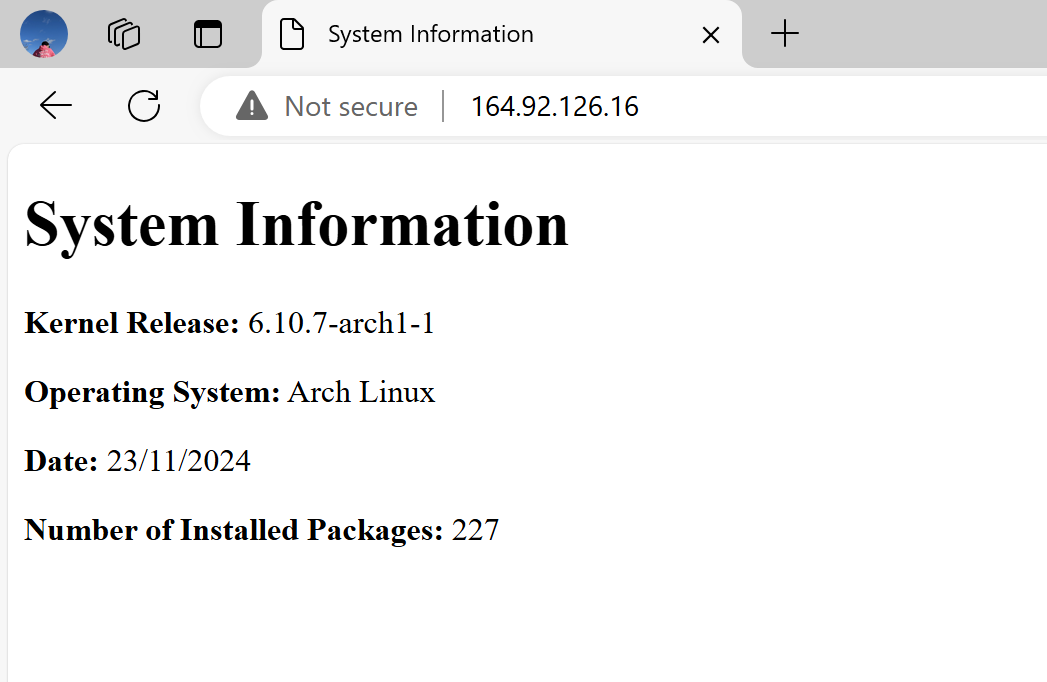 System Information
Not secure | 164.92.126.16
System Information
Kernel Release: 6.10.7-arch1-1
Operating System: Arch Linux
Date: 23/11/2024
Number of Installed Packages: 227